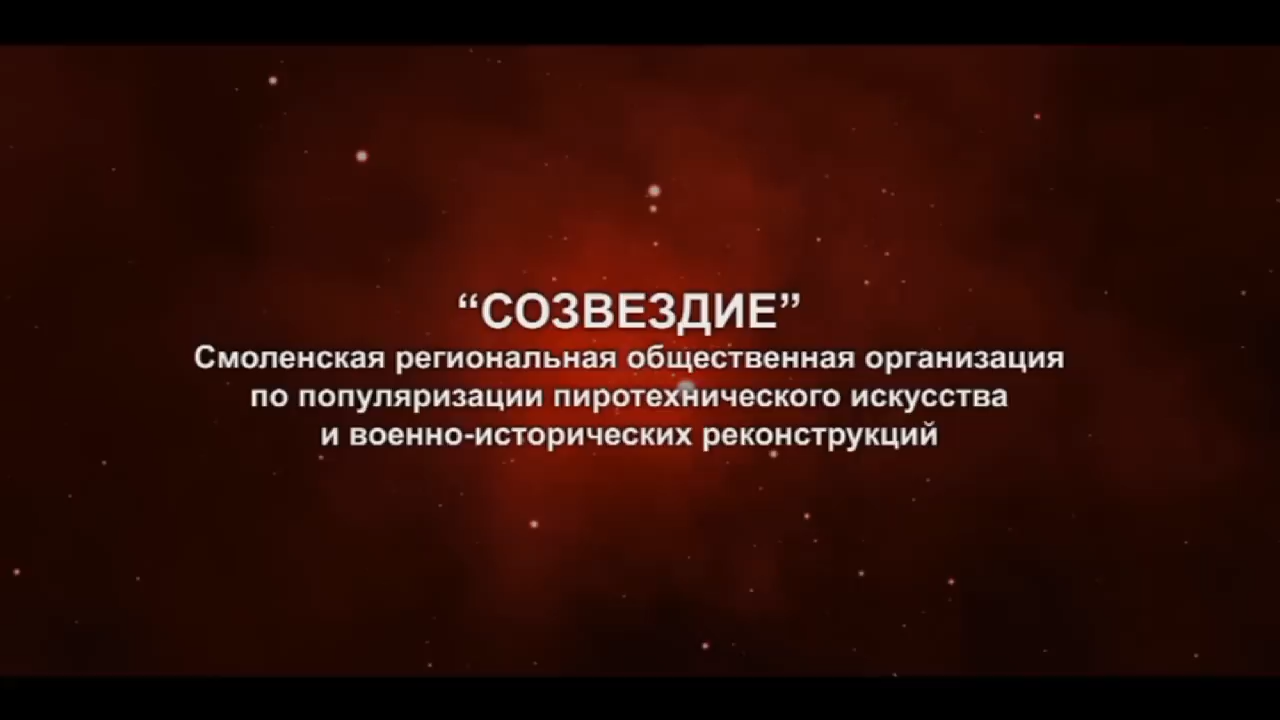 “СОЗВЕЗДИЕ”
Смоленская региональная общественная организация
по популяризации пиротехнического искусства
и военно-исторических реконструкций